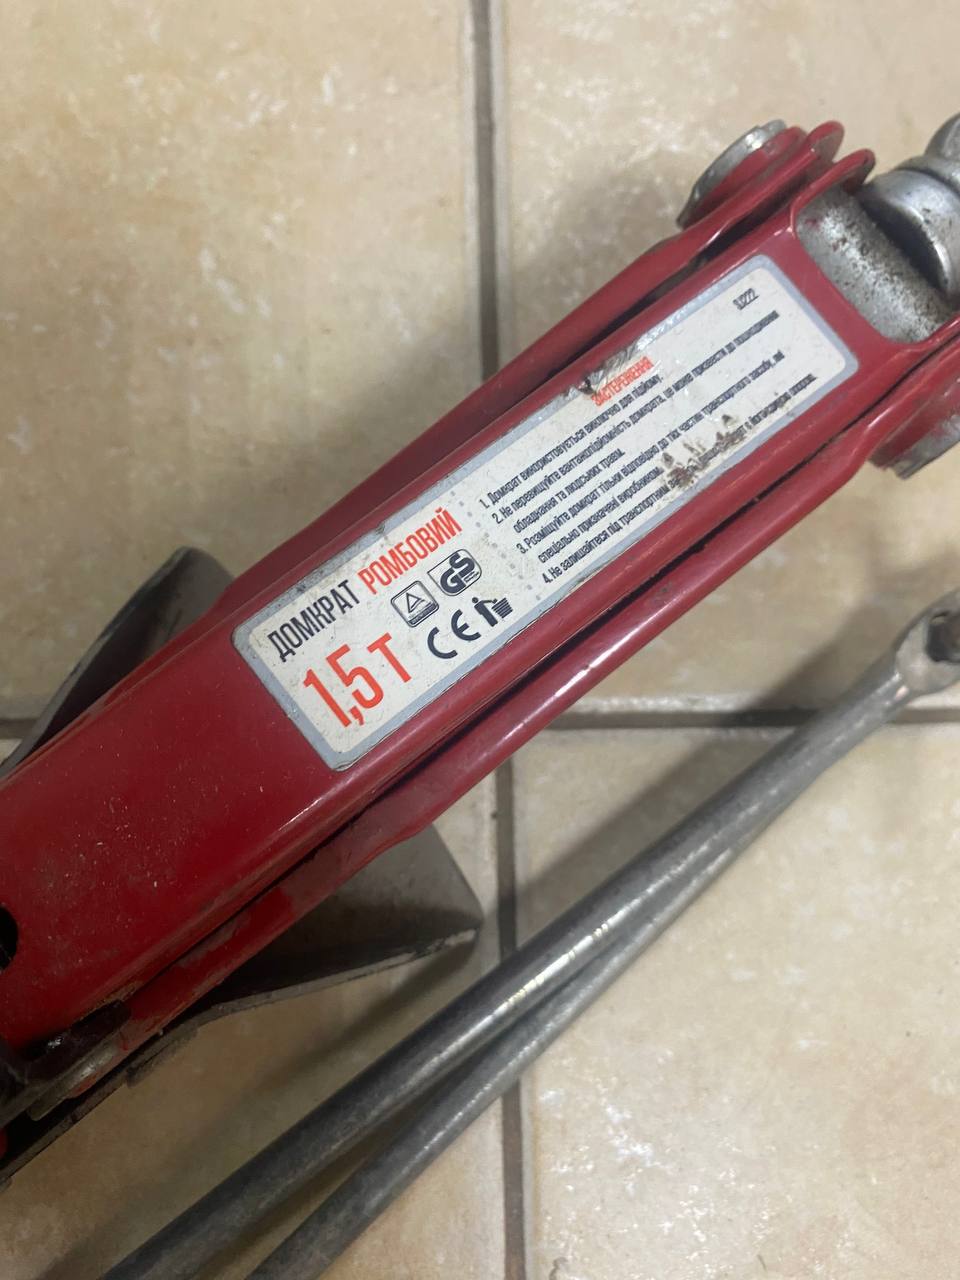 ДОМКРАТ РОМБОВИЙ
1,5 Т
GS
CE
93222
ЗАСТЕРЕЖЕННЯ
1. Домкрат використовується виключно для підйому.
2. Не перевищуйте вантажопідйомність домкрата, це може призвести до пошкодження
обладнання та людських травм.
3. Розміщуйте домкрат тільки відповідно до тих частин транспортного засобу, які
спеціально призначені виробником.
4. Не залишайтеся під транспортним